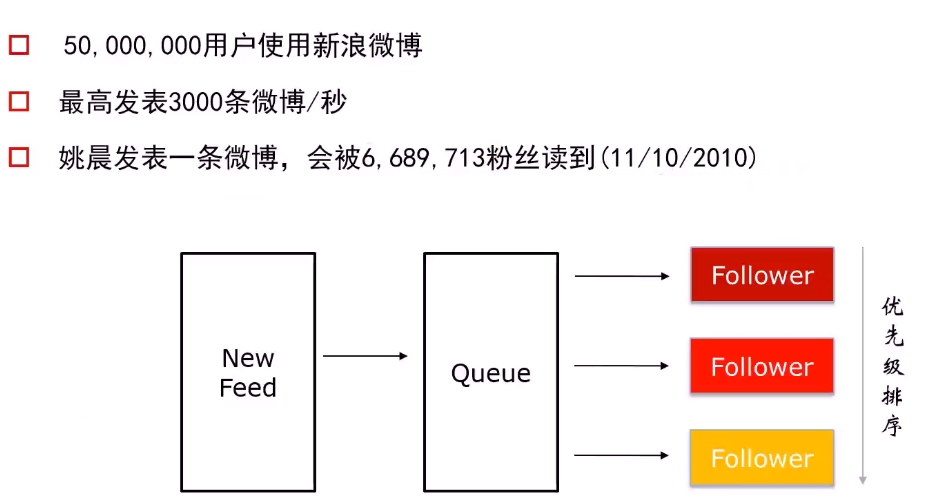 50,000,000用户使用新浪微博
最高发表3000条微博/秒
姚晨发表一条微博，会被6,689,713粉丝读到(11/10/2010)
New
Feed
Queue
Follower
Follower
Follower
优先级排序